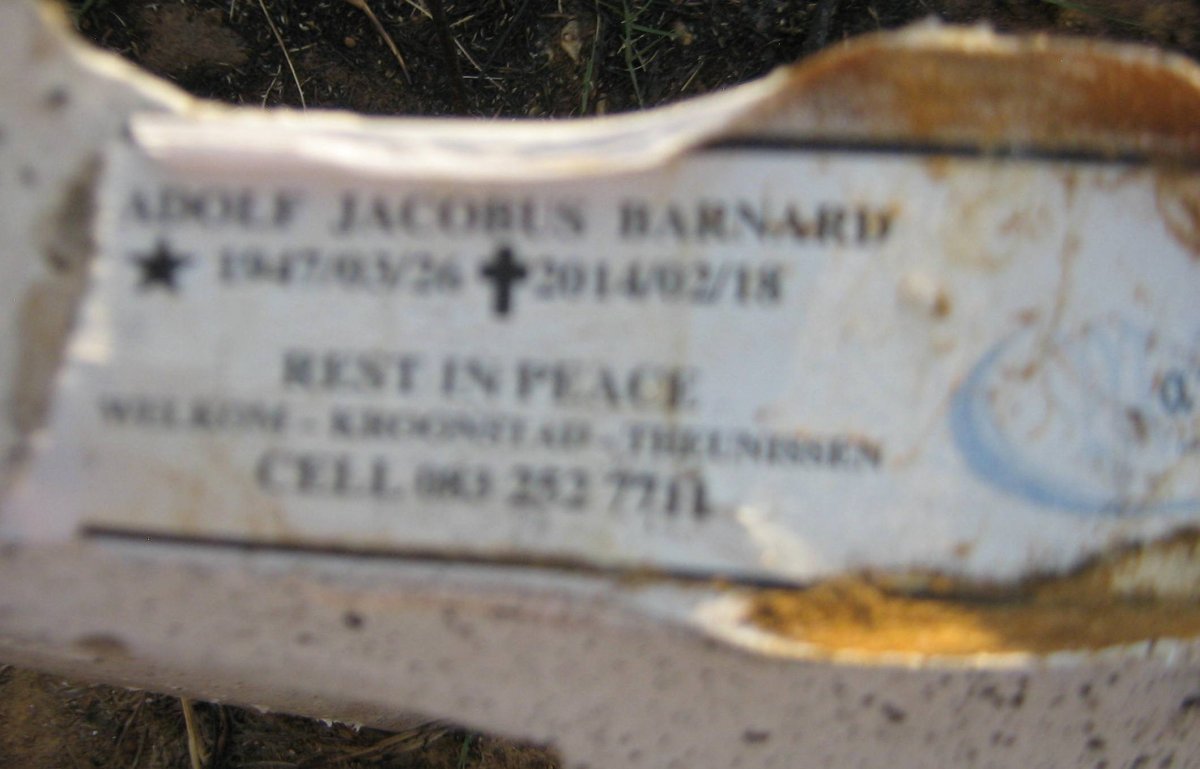 ADOLF JACOBUS BARNARD
★ 1947/03/26 ✝ 2014/02/18
REST IN PEACE
WELKOM - KROONSTAD - THEUNISSEN
CELL 083 252 7711